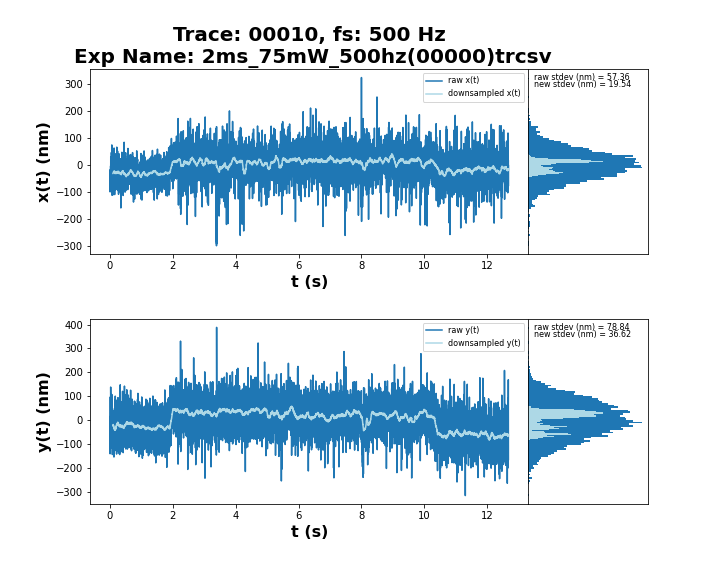 Trace: 00010, fs: 500 Hz
Exp Name: 2ms_75mW_500hz(00000)trcsv
x(t) (nm)
300
200
100
0
−100
−200
−300
raw x(t)
downsampled x(t)
raw stdev (nm) = 57.36
new stdev (nm) = 19.54
0 2 4 6 8 10 12
t (s)
y(t) (nm)
400
300
200
100
0
−100
−200
−300
raw y(t)
downsampled y(t)
raw stdev (nm) = 78.84
new stdev (nm) = 36.62
0 2 4 6 8 10 12
t (s)